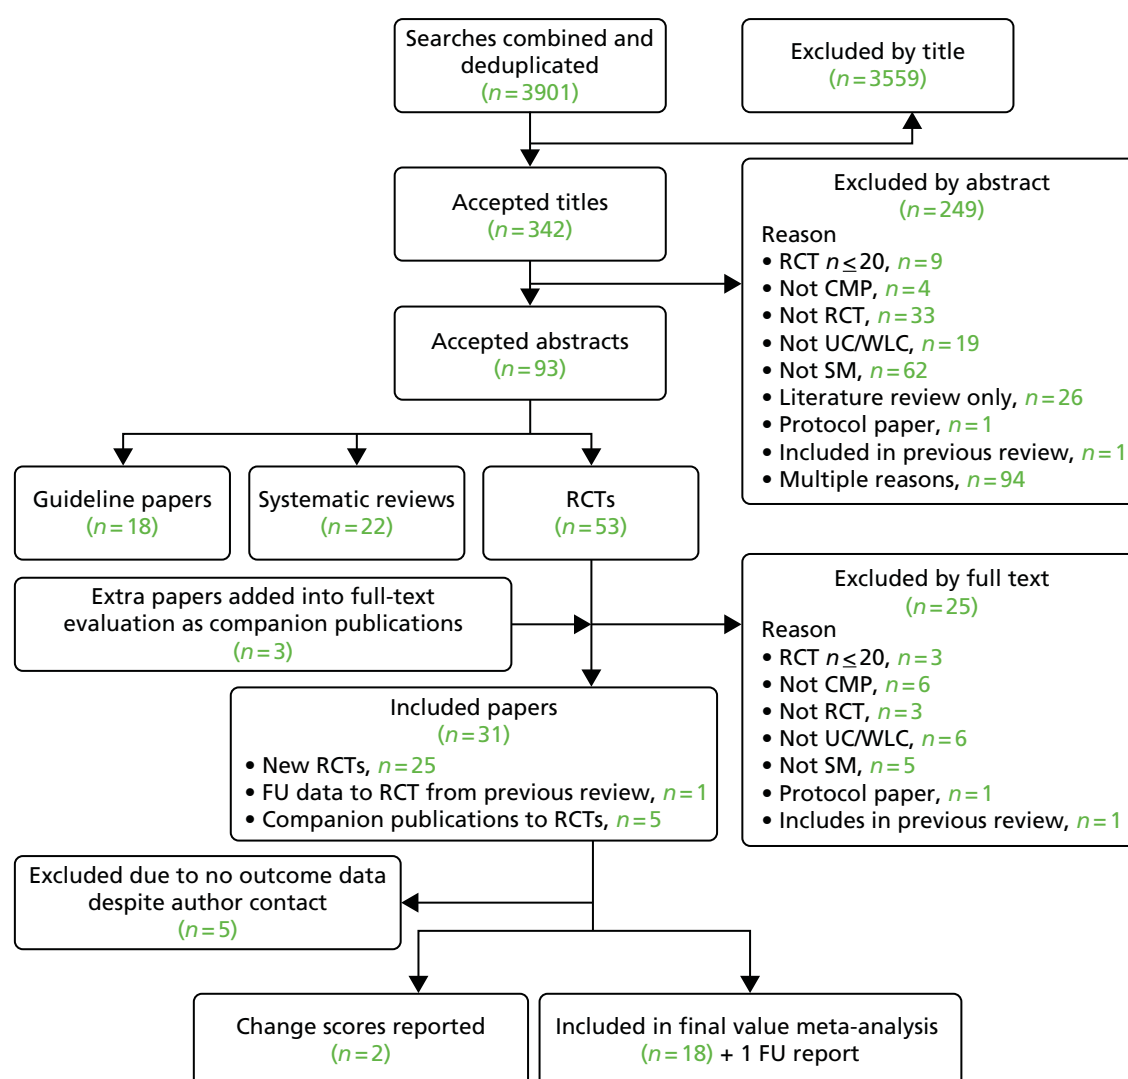 Searches combined and
deduplicated
(n=3901)
Excluded by title
(n=3559)
Accepted titles
(n=342)
Excluded by abstract
(n=249)
Reason
• RCT n≤20, n=9
• Not CMP, n=4
• Not RCT, n=33
• Not UC/WLC, n=19
• Not SM, n=62
• Literature review only, n=26
• Protocol paper, n=1
• Included in previous review, n=1
• Multiple reasons, n=94
Accepted abstracts
(n=93)
Guideline papers
(n=18)
Systematic reviews
(n=22)
RCTs
(n=53)
Extra papers added into full-text
evaluation as companion publications
(n=3)
Excluded by full text
(n=25)
Reason
• RCT n≤20, n=3
• Not CMP, n=6
• Not RCT, n=3
• Not UC/WLC, n=6
• Not SM, n=5
• Protocol paper, n=1
• Includes in previous review, n=1
Included papers
(n=31)
• New RCTs, n=25
• FU data to RCT from previous review, n=1
• Companion publications to RCTs, n=5
Excluded due to no outcome data
despite author contact
(n=5)
Change scores reported
(n=2)
Included in final value meta-analysis
(n=18) + 1 FU report